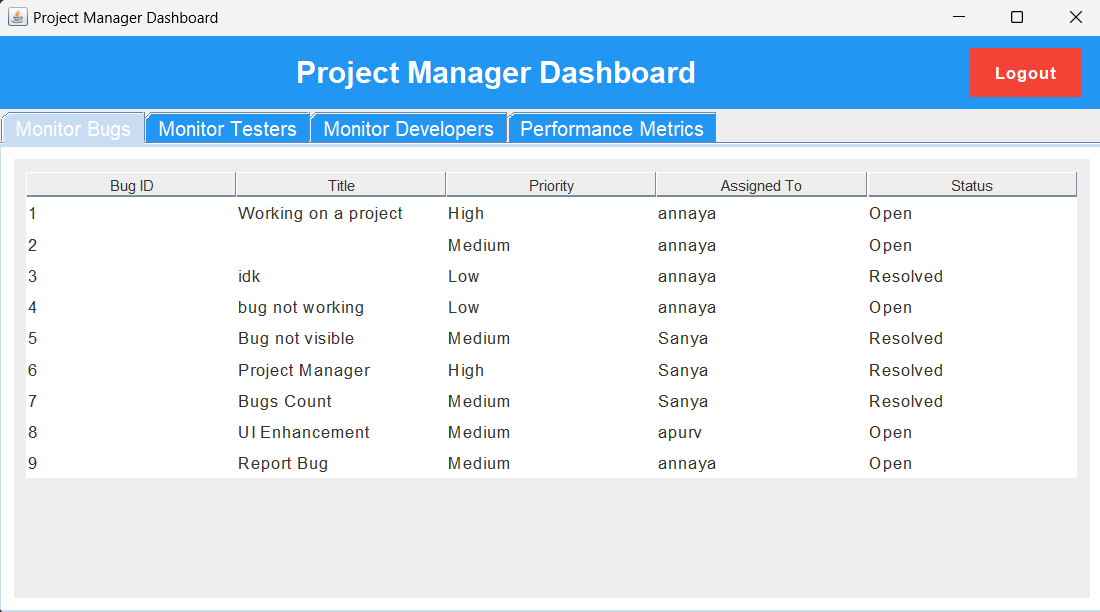 Project Manager Dashboard
Project Manager Dashboard
Logout
Monitor Bugs Monitor Testers Monitor Developers Performance Metrics
Bug ID Title Priority Assigned To Status
1 Working on a project High annaya Open
2 Medium annaya Open
3 idk Low annaya Resolved
4 bug not working Low annaya Open
5 Bug not visible Medium Sanya Resolved
6 Project Manager High Sanya Resolved
7 Bugs Count Medium Sanya Resolved
8 UI Enhancement Medium apurv Open
9 Report Bug Medium annaya Open